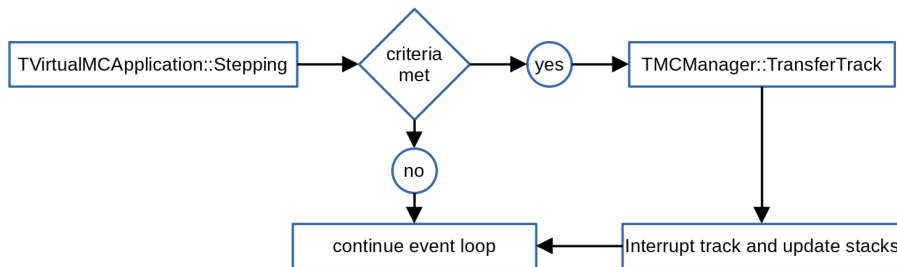 TVirtualMCApplication::Stepping
criteria
met
yes
TMCManager::TransferTrack
no
continue event loop
Interrupt track and update stacks